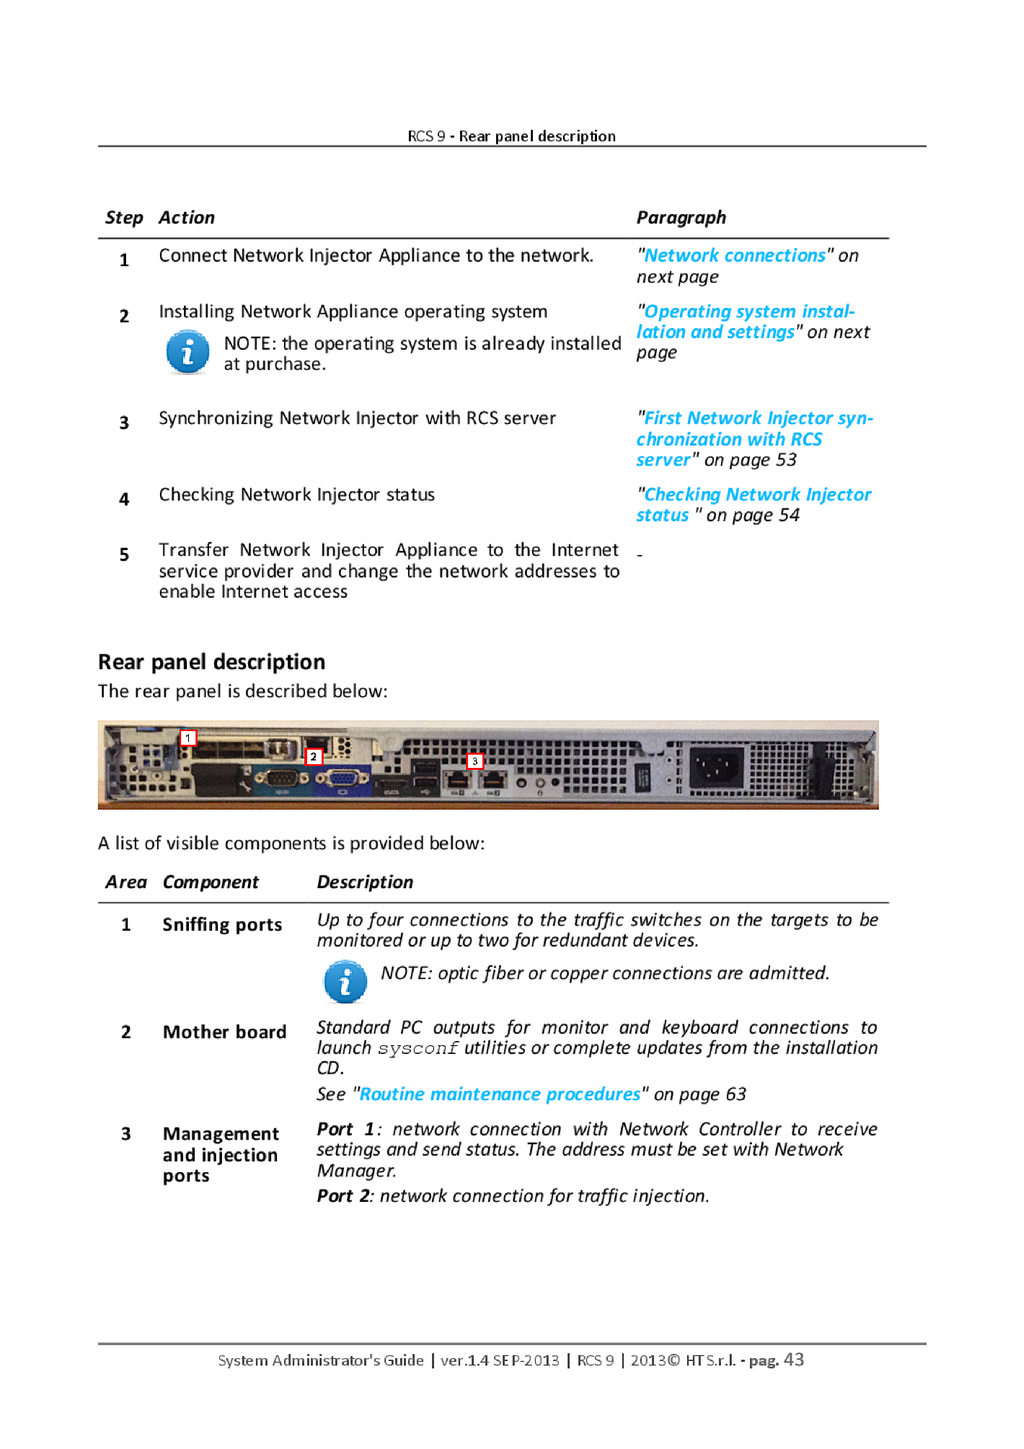 RCS 9 - Rear panel description
Step Action Paragraph
1 Connect Network Injector Appliance to the network. "Network connections" on
next page
2 Installing Network Appliance operating system "Operating system instal-
lation and settings" on next
page
NOTE: the operating system is already installed
at purchase.
3 Synchronizing Network Injector with RCS server "First Network Injector syn-
chronization with RCS
server" on page 53
4 Checking Network Injector status "Checking Network Injector
status " on page 54
5 Transfer Network Injector Appliance to the Internet -
service provider and change the network addresses to
enable Internet access
Rear panel description
The rear panel is described below:
1
2
3
A list of visible components is provided below:
Area Component Description
1 Sniffing ports Up to four connections to the traffic switches on the targets to be
monitored or up to two for redundant devices.
NOTE: optic fiber or copper connections are admitted.
2 Mother board Standard PC outputs for monitor and keyboard connections to
launch sysconf utilities or complete updates from the installation
CD.
See "Routine maintenance procedures" on page 63
3 Management and injection ports Port 1: network connection with Network Controller to receive
settings and send status. The address must be set with Network
Manager.
Port 2: network connection for traffic injection.
System Administrator's Guide | ver.1.4 SEP-2013 | RCS 9 | 2013© HT S.r.l. - pag. 43